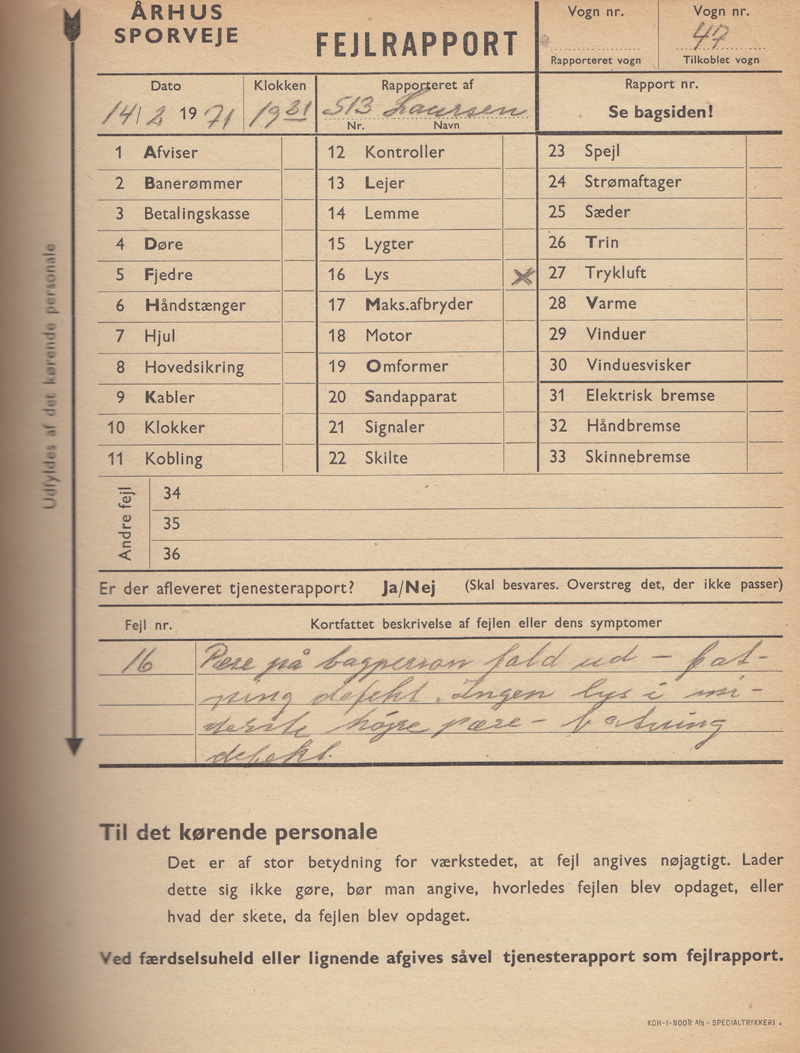 ÅRHUS
SPORVEJE
FEJLRAPPORT
Vogn nr.
Rapporteret vogn
Vogn nr.
47
Tilkoblet vogn
Dato
14/2 1971
Klokken
19 31
Rapporteret af
513 Laursen
Nr. Navn
Rapport nr.
Se bagsiden!
1 Afviser
2 Banerømmer
3 Betalingskasse
4 Døre
5 Fjedre
6 Håndstænger
7 Hjul
8 Hovedsikring
9 Kabler
10 Klokker
11 Kobling
12 Kontroller
13 Lejer
14 Lemme
15 Lygter
16 Lys X
17 Maks.afbryder
18 Motor
19 Omformer
20 Sandapparat
21 Signaler
22 Skilte
23 Spejl
24 Strømaftager
25 Sæder
26 Trin
27 Trykluft
28 Varme
29 Vinduer
30 Vinduesvisker
31 Elektrisk bremse
32 Håndbremse
33 Skinnebremse
Andre fejl
34
35
36
Er der afleveret tjenesterapport? Ja/Nej (Skal besvares. Overstreg det, der ikke passer)
Fejl nr. Kortfattet beskrivelse af fejlen eller dens symptomer
16 Pære på bagperson fald ud – fat-
ning defekt. Ingen lys i
højre pære – fatning
defekt.
Udfyldes af det kørende personale
Til det kørende personale
Det er af stor betydning for værkstedet, at fejl angives nøjagtigt. Lader
dette sig ikke gøre, bør man angive, hvorledes fejlen blev opdaget, eller
hvad der skete, da fejlen blev opdaget.
Ved færdselsuheld eller lignende afgives såvel tjenesterapport som fejlrapport.
KOH-I-NOOR A/S - SPECIALTRYKKERI.